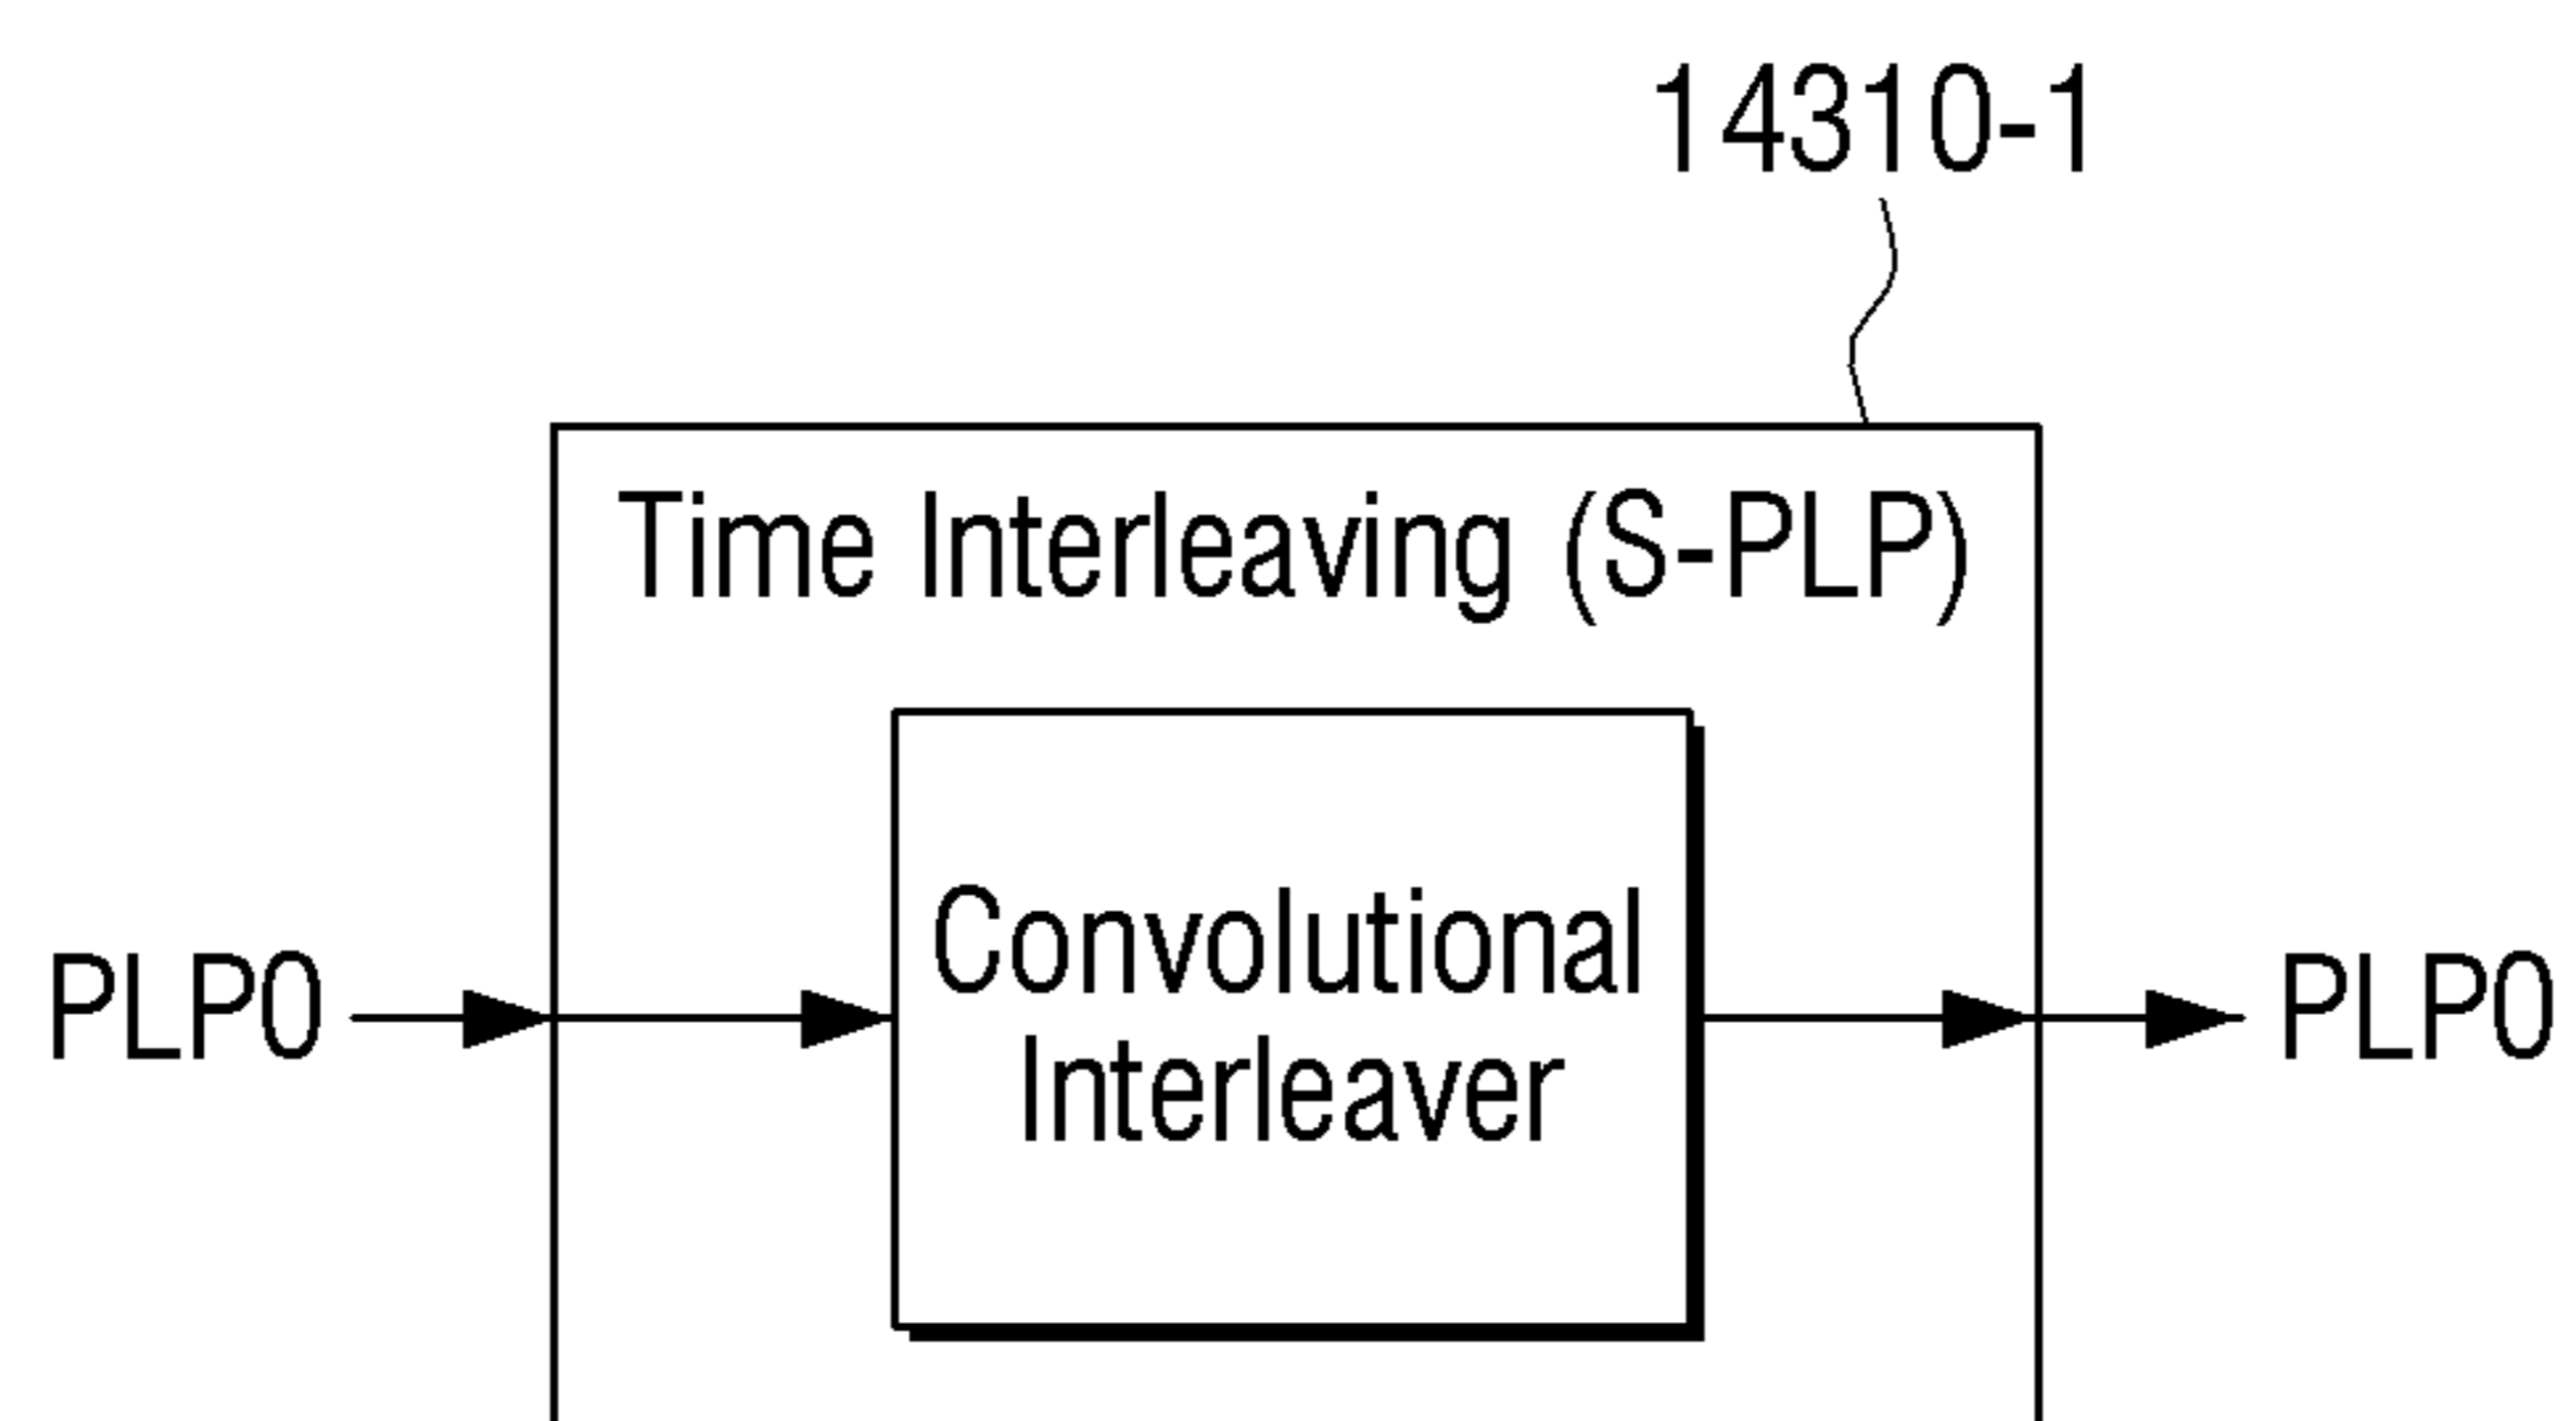 14310-1
Time Interleaving (S-PLP)
Convolutional
Interleaver
PLP0
PLP0